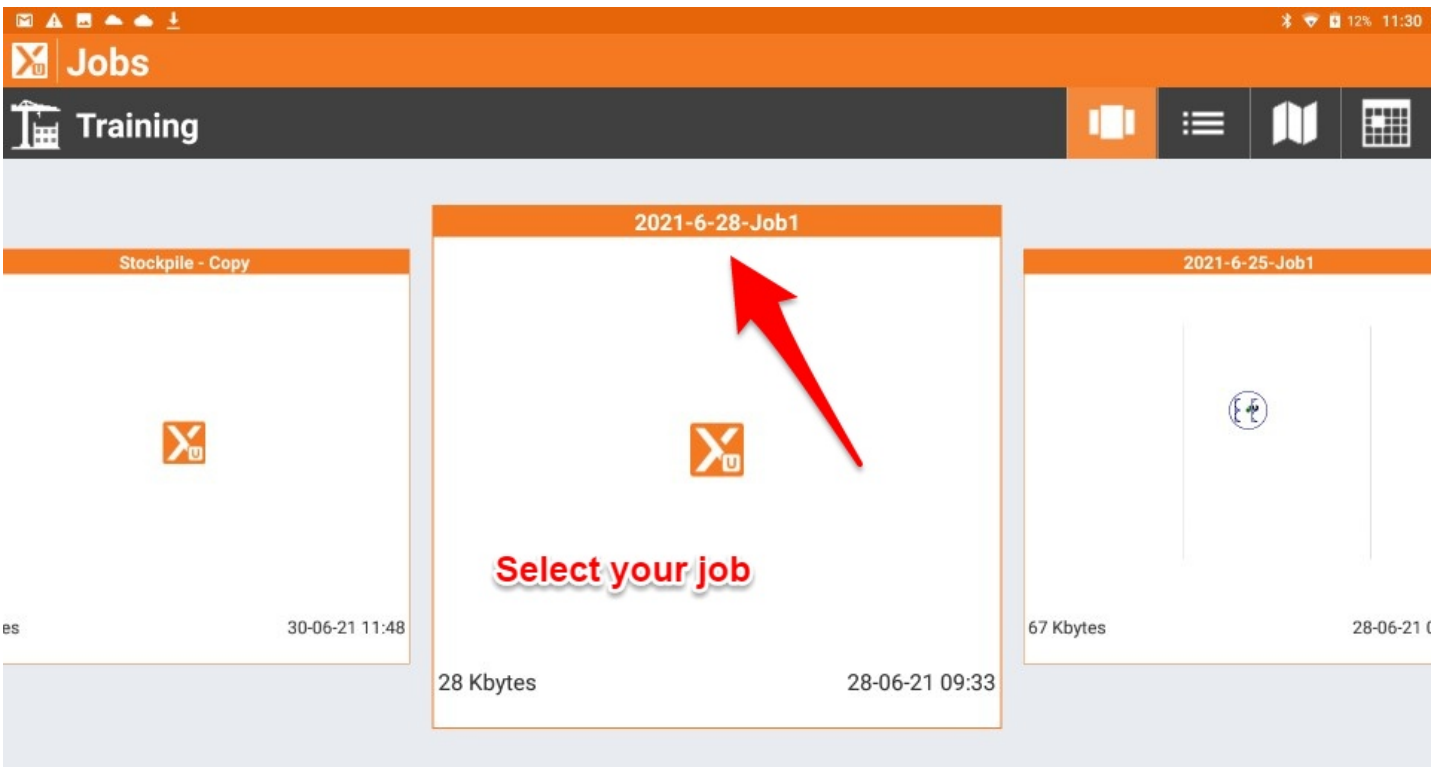 12% 11:30
Jobs
Training
2021-6-28-Job1
Stockpile - Copy
2021-6-25-Job1
Select your job
es
30-06-21 11:48
67 Kbytes
28-06-21 0
28 Kbytes
28-06-21 09:33